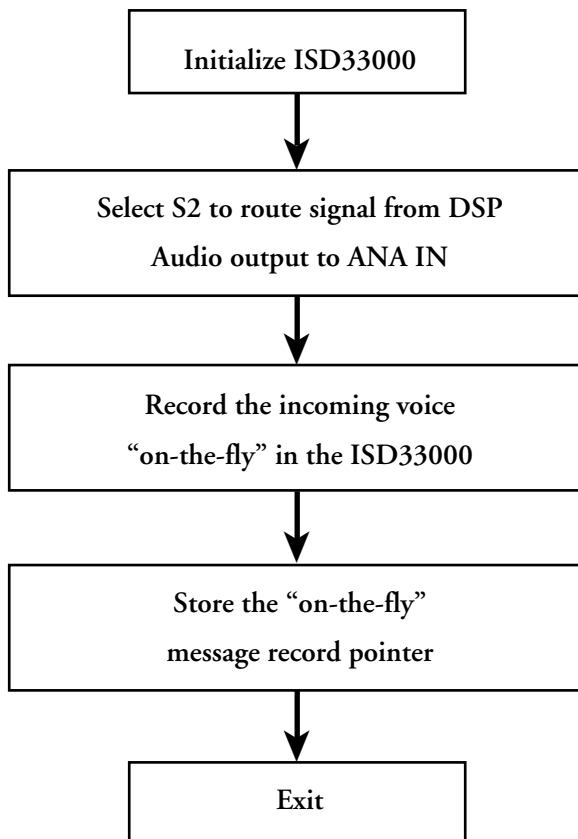 Initialize ISD33000
Select S2 to route signal from DSP
Audio output to ANA IN
Record the incoming voice
“on-the-fly” in the ISD33000
Store the “on-the-fly”
message record pointer
Exit